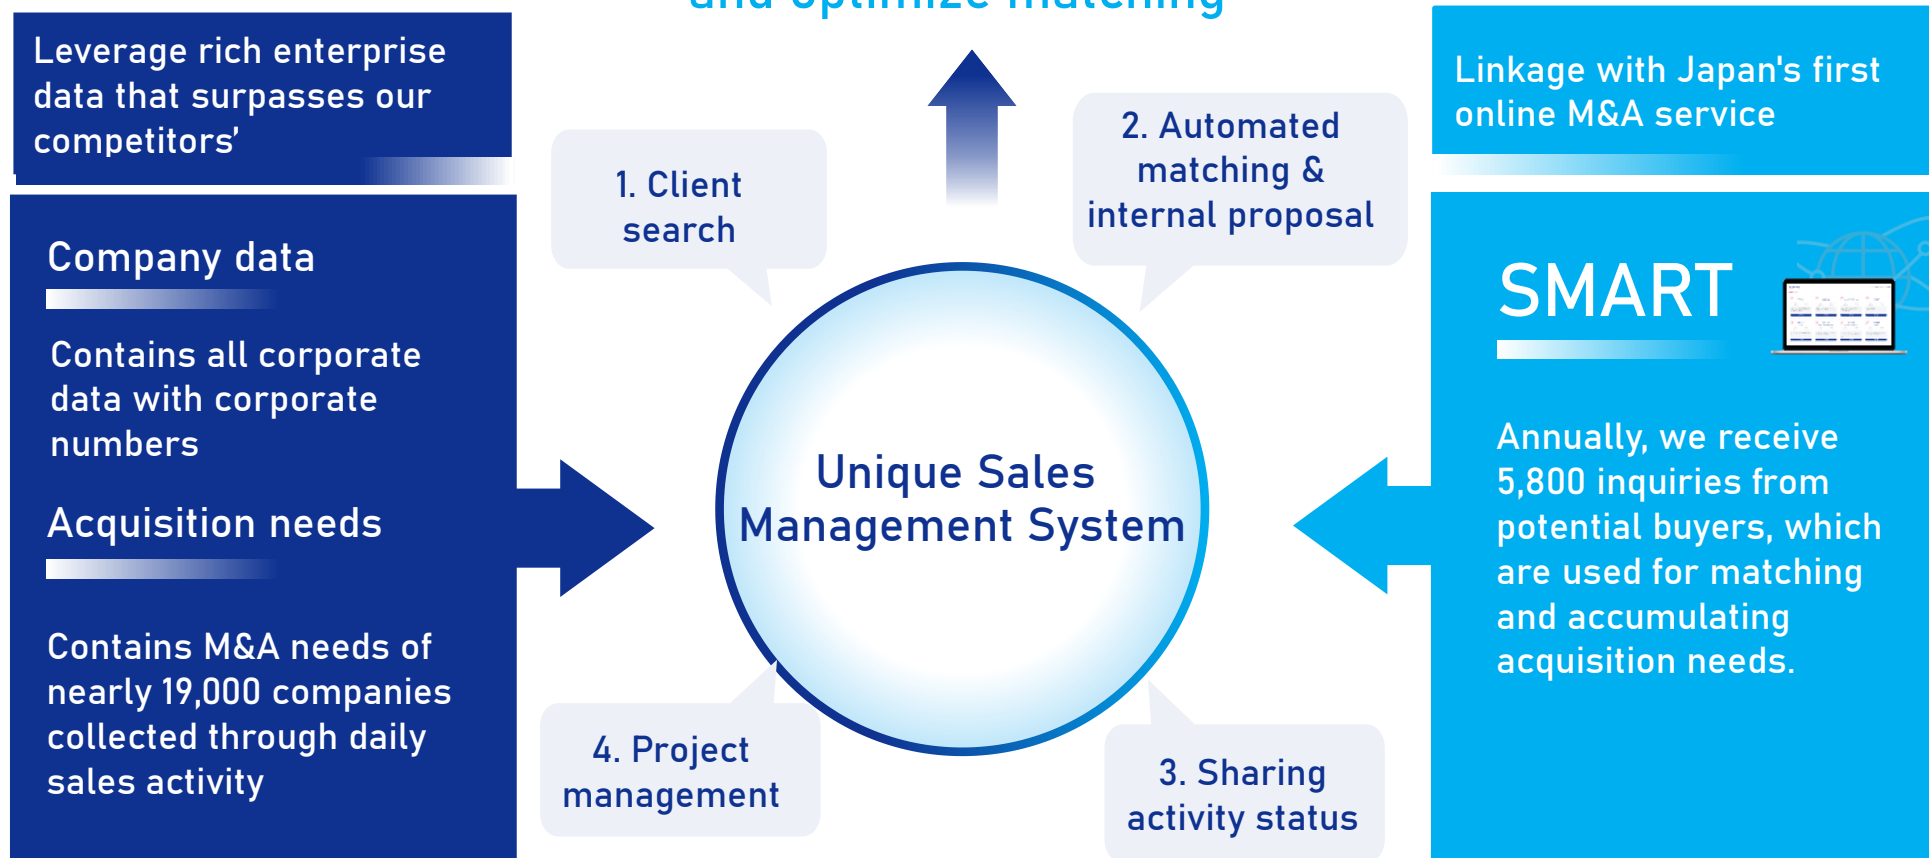 and optimize matching
Leverage rich enterprise
data that surpasses our
competitors’
Linkage with Japan's first
online M&A service
1. Client
search
2. Automated
matching &
internal proposal
Company data
Contains all corporate
data with corporate
numbers
Acquisition needs
Contains M&A needs of
nearly 19,000 companies
collected through daily
sales activity
Unique Sales
Management System
SMART
Annually, we receive
5,800 inquiries from
potential buyers, which
are used for matching
and accumulating
acquisition needs.
4. Project
management
3. Sharing
activity status